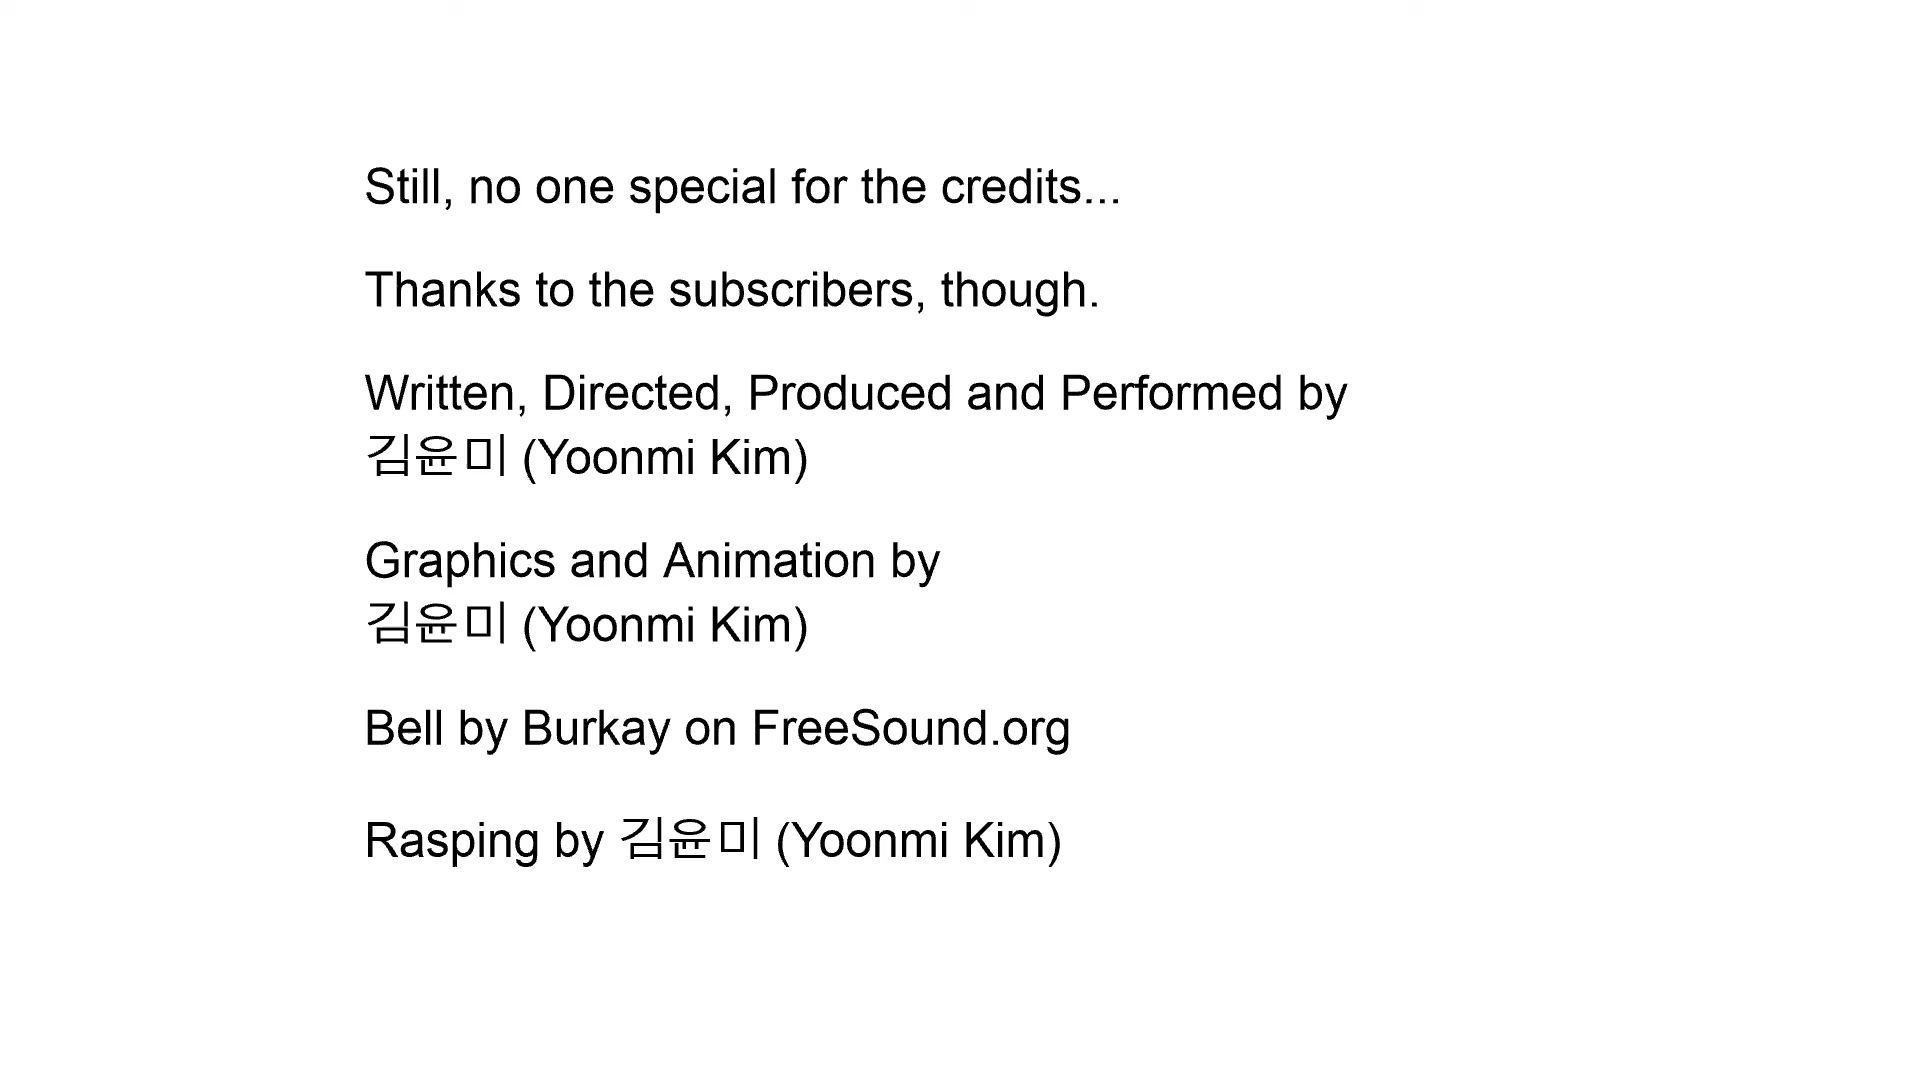 Still, no one special for the credits...
Thanks to the subscribers, though.
Written, Directed, Produced and Performed by
김윤미 (Yoonmi Kim)
Graphics and Animation by
김윤미 (Yoonmi Kim)
Bell by Burkay on FreeSound.org
Rasping by 김윤미 (Yoonmi Kim)